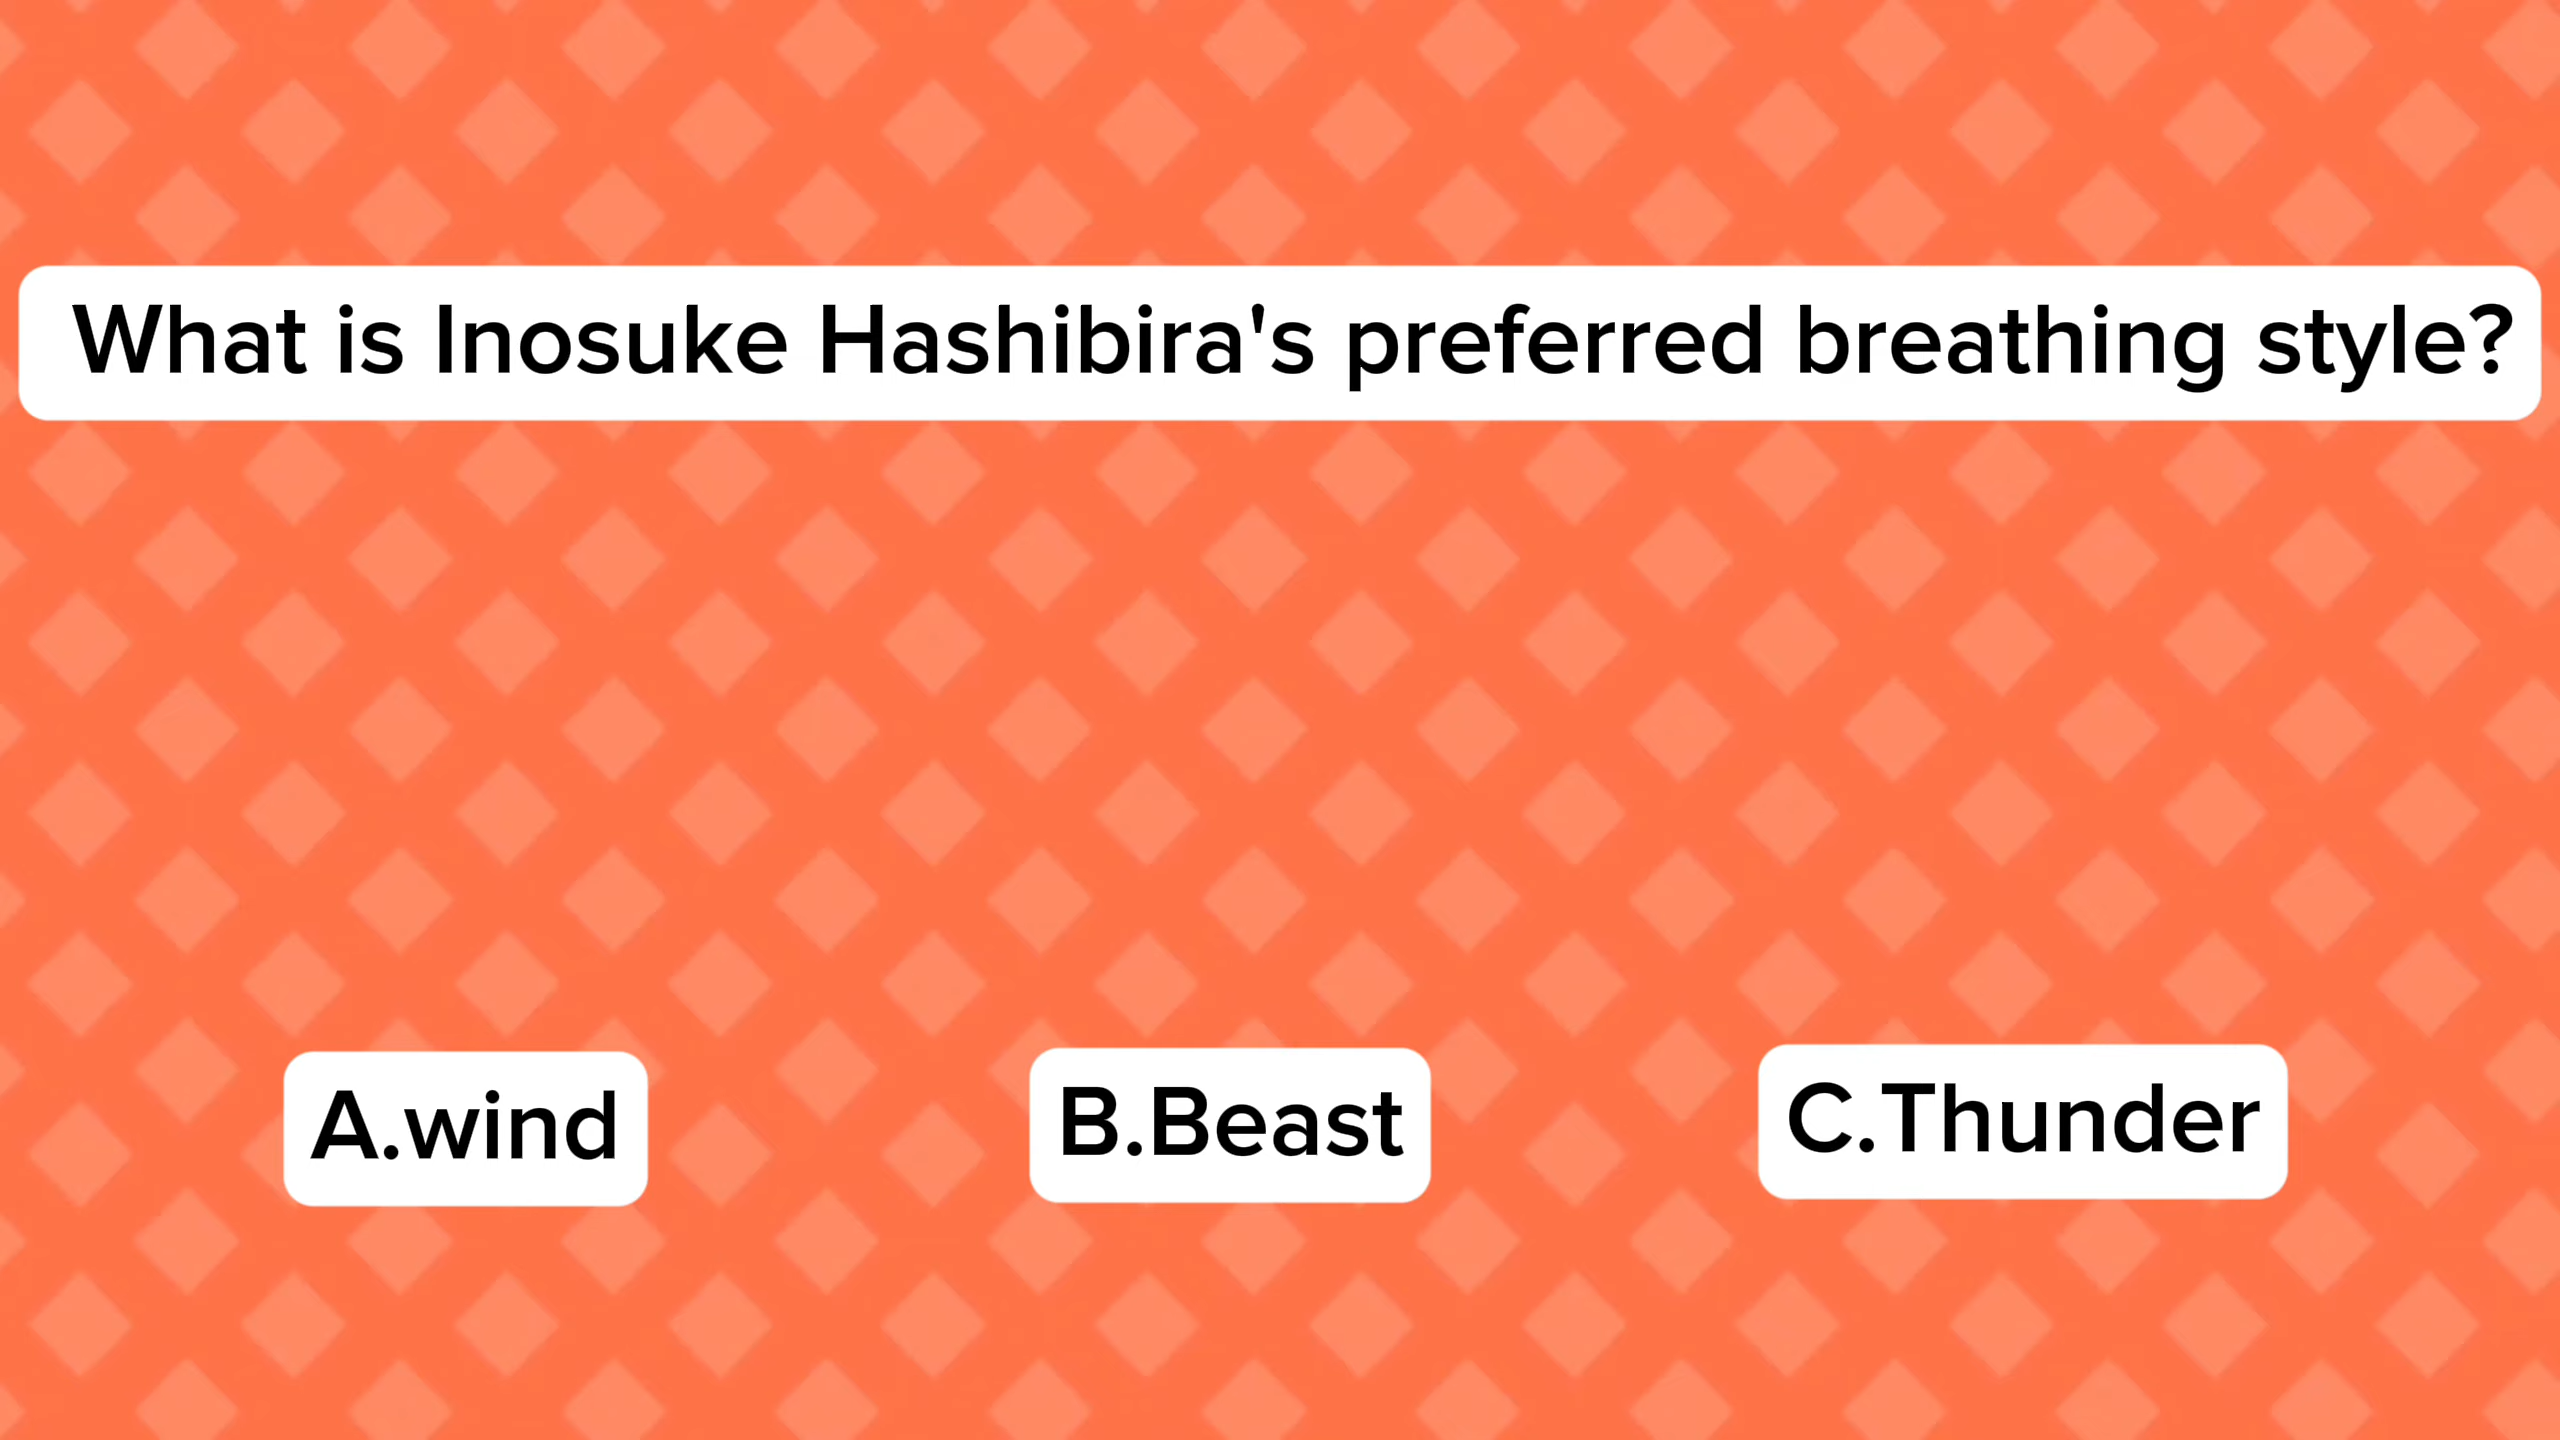 What is Inosuke Hashibira's preferred breathing style?
A.wind
B.Beast
C.Thunder